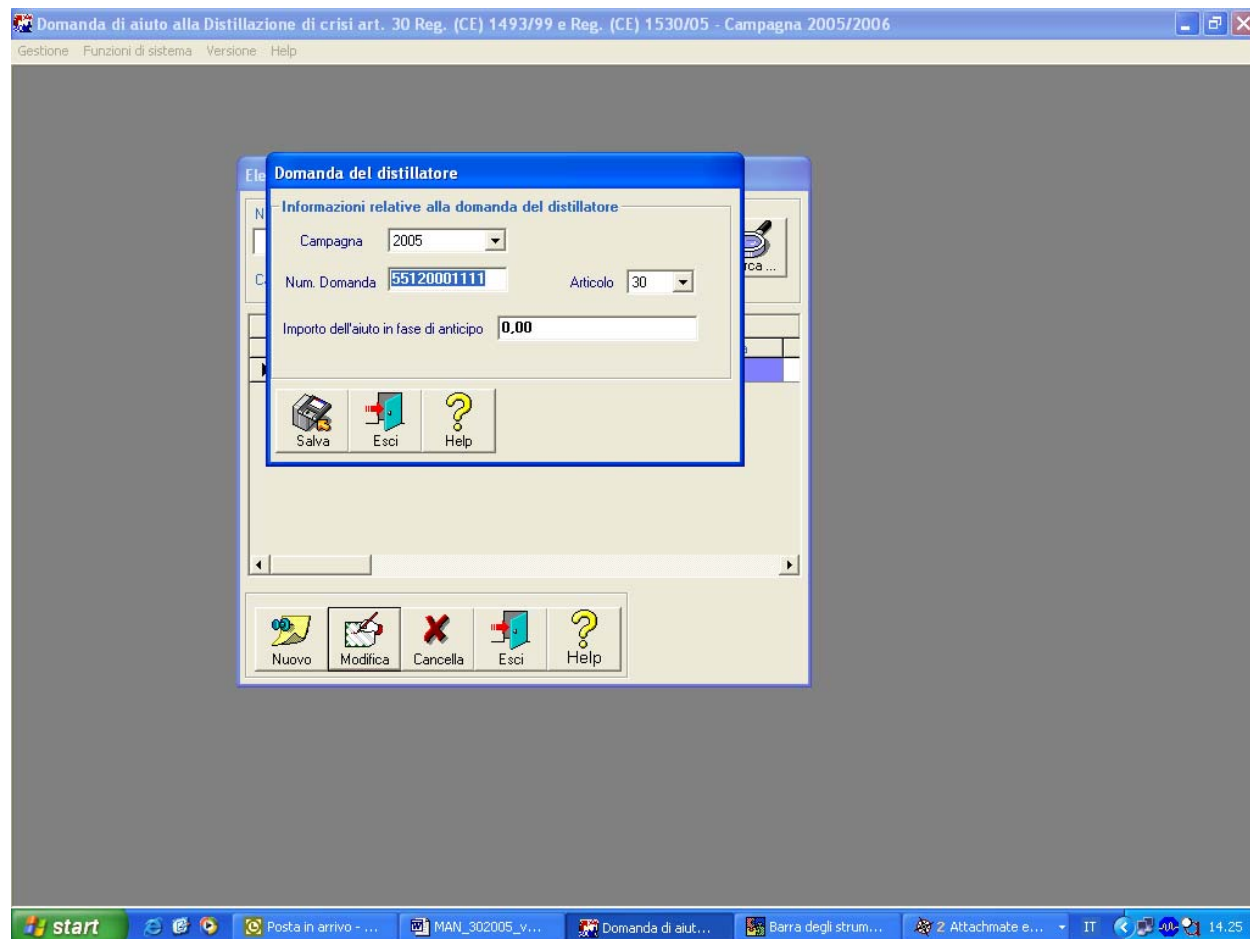 Domanda di aiuto alla Distillazione di crisi art. 30 Reg. (CE) 1493/99 e Reg. (CE) 1530/05 - Campagna 2005/2006
Gestione Funzioni di sistema Versione Help
Ele
Domanda del distillatore
N
Informazioni relative alla domanda del distillatore
Campagna 2005
C
Num. Domanda 55120001111 Articolo 30
rca ...
Importo dell'aiuto in fase di anticipo 0,00
a
Salva Esci Help
Nuovo Modifica Cancella Esci Help
start Posta in arrivo - ... MAN_302005_v... Domanda di aiut... Barra degli strum... 2 Attachmate e... IT 14.25